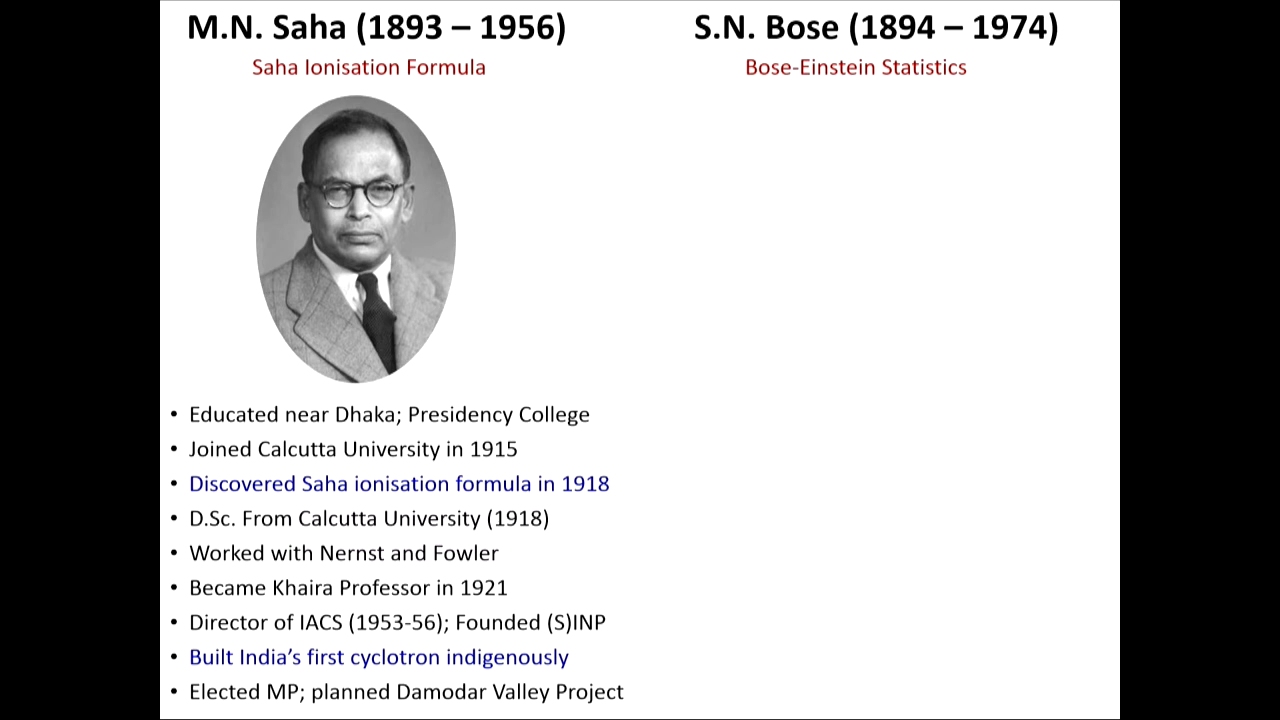 M.N. Saha (1893 – 1956)
Saha Ionisation Formula
S.N. Bose (1894 – 1974)
Bose-Einstein Statistics
• Educated near Dhaka; Presidency College
• Joined Calcutta University in 1915
• Discovered Saha ionisation formula in 1918
• D.Sc. From Calcutta University (1918)
• Worked with Nernst and Fowler
• Became Khaira Professor in 1921
• Director of IACS (1953-56); Founded (S)INP
• Built India’s first cyclotron indigenously
• Elected MP; planned Damodar Valley Project